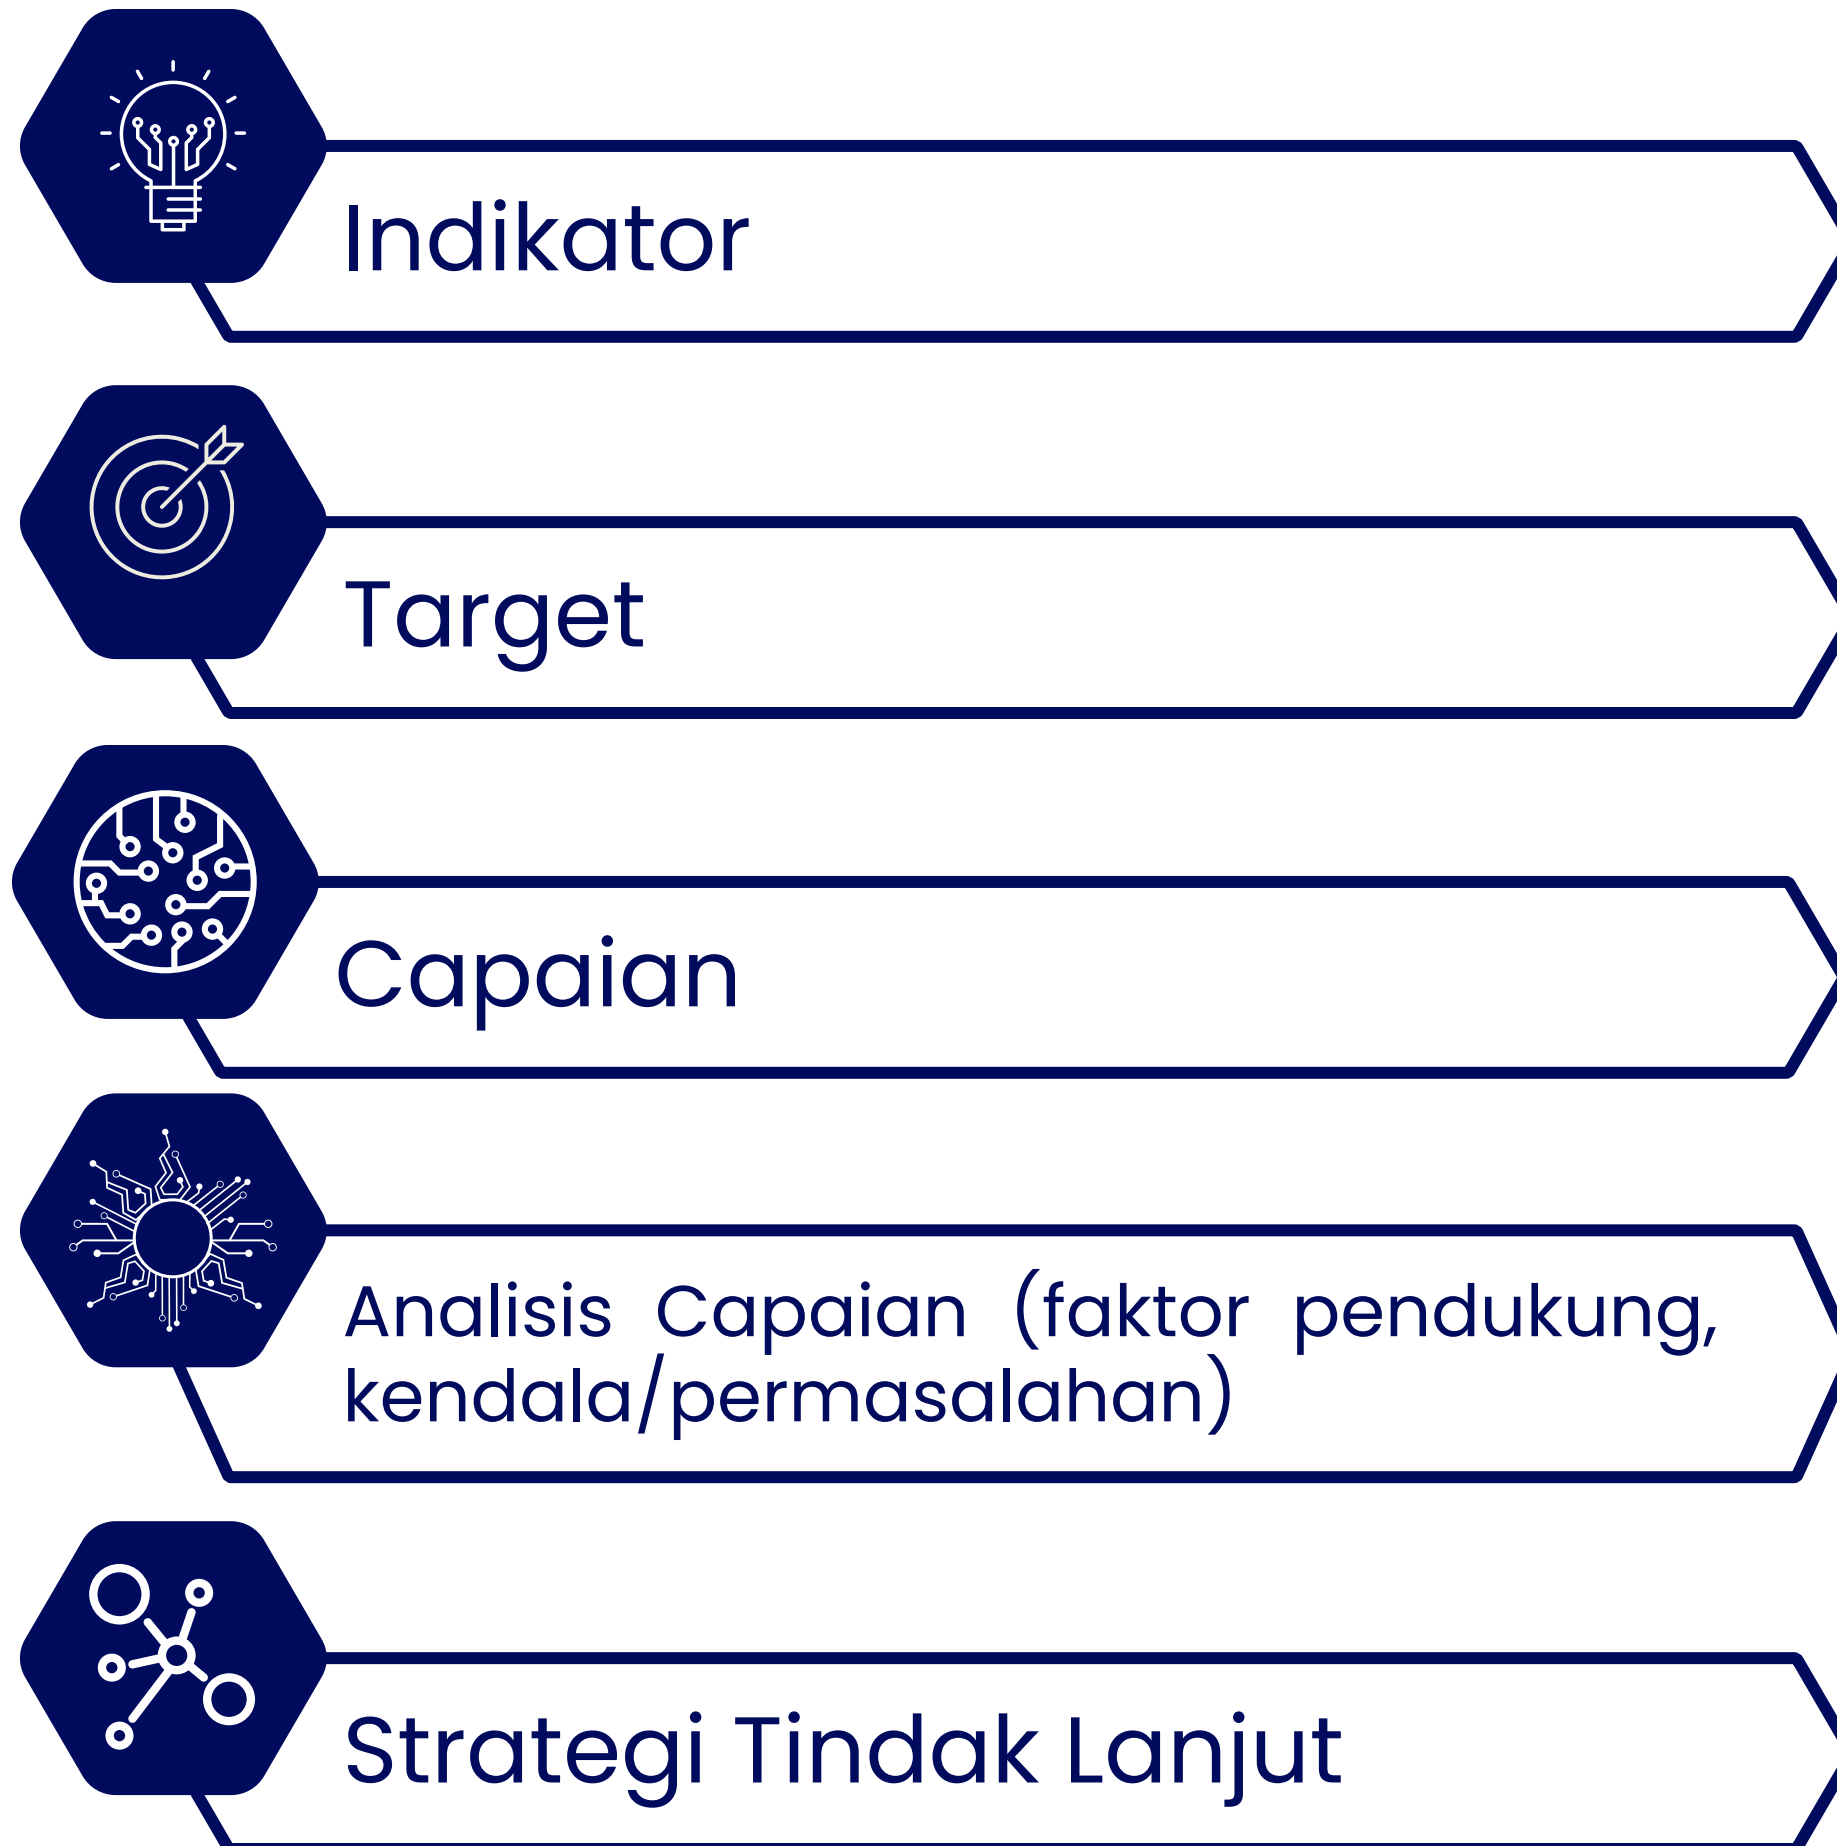 Indikator
Target
Capaian
Analisis Capaian (faktor pendukung,
kendala/permasalahan)
Strategi Tindak Lanjut